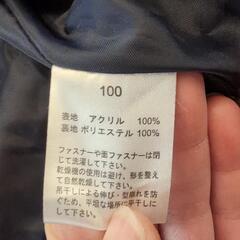 100
表地 アクリル 100%
裏地 ポリエステル 100%
ファスナーや面ファスナーは閉
じて洗濯して下さい。
乾燥機の使用は避け、形を整え
て自然乾燥して下さい。
吊干しによる伸び・型崩れを防
ぐため、平坦な場所に平干しし
て下さい。